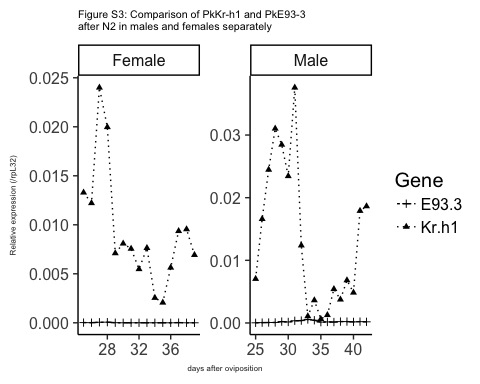 Figure S3: Comparison of PkKr-h1 and PkE93-3
after N2 in males and females separately
Female
Male
Relative expression (/rpL32)
0.025
0.020
0.015
0.010
0.005
0.000
0.03
0.02
0.01
0.00
28 32 36
25 30 35 40
days after oviposition
Gene
E93.3
Kr.h1